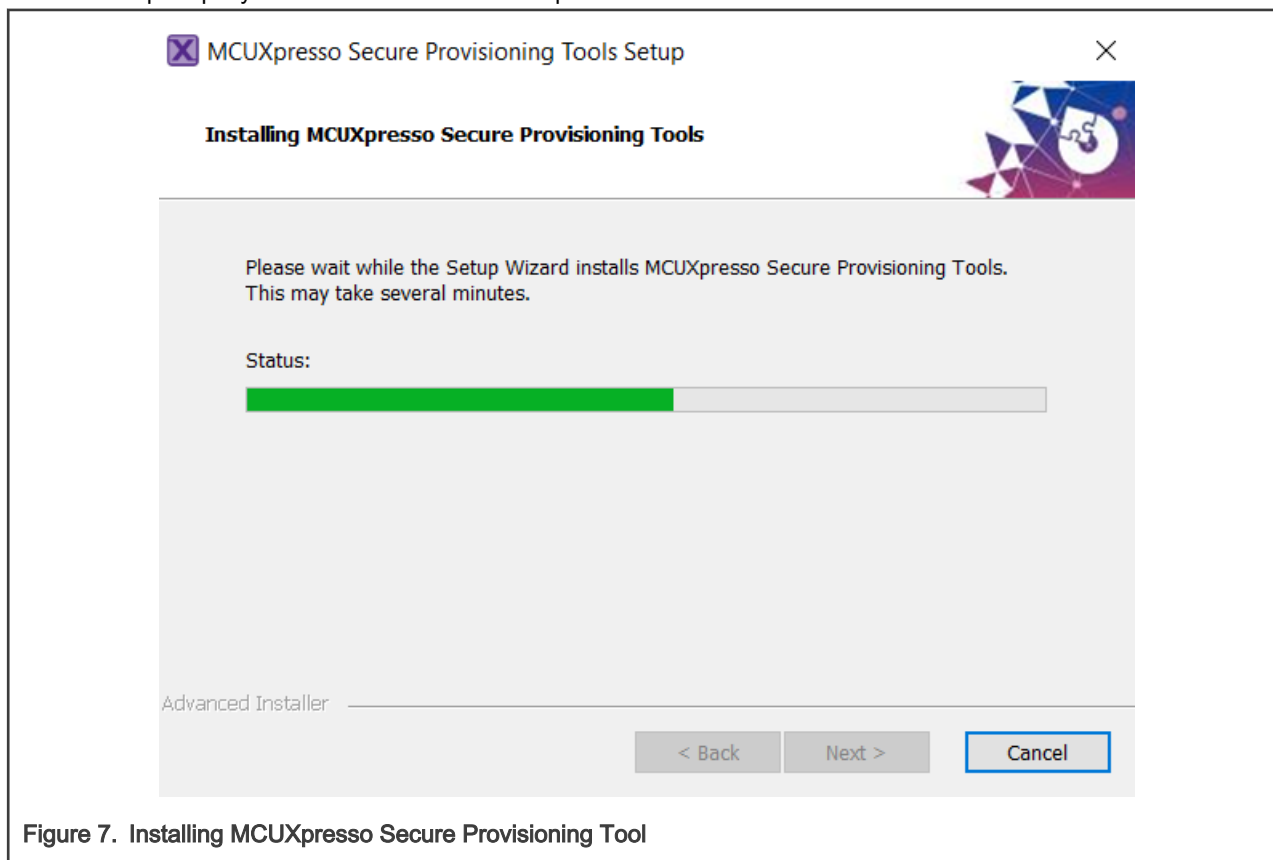 MCUXpresso Secure Provisioning Tools Setup
Installing MCUXpresso Secure Provisioning Tools
Please wait while the Setup Wizard installs MCUXpresso Secure Provisioning Tools.
This may take several minutes.
Status:
Advanced Installer
< Back Next > Cancel
Figure 7. Installing MCUXpresso Secure Provisioning Tool